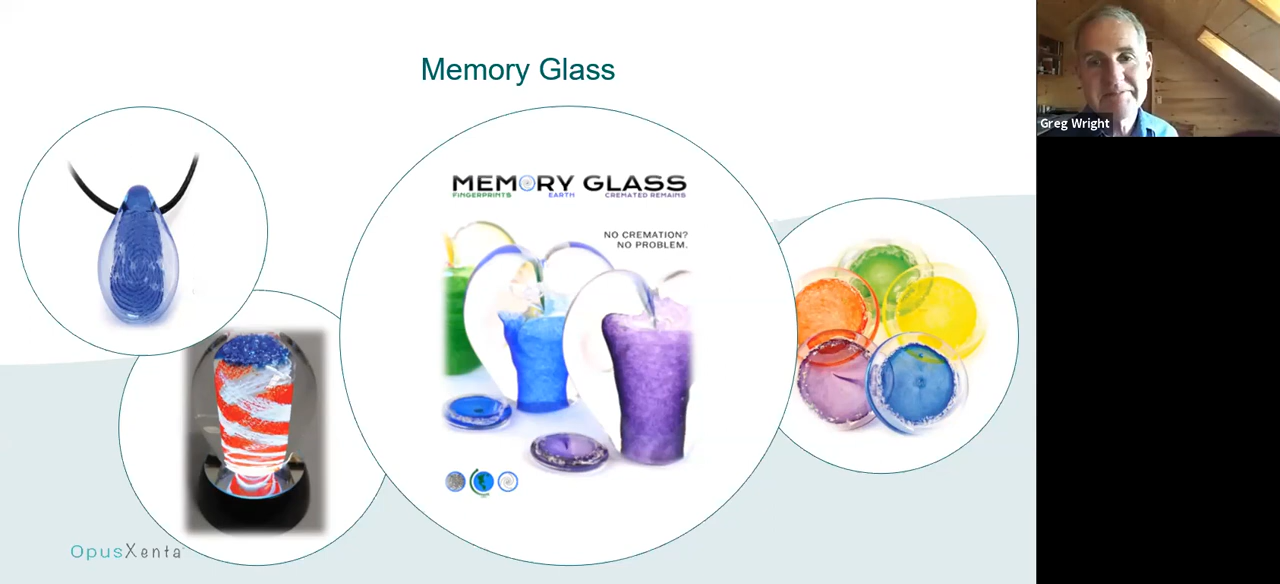 Memory Glass
MEMORY GLASS
FINGERPRINTS EARTH CREMATED REMAINS
NO CREMATION?
NO PROBLEM.
OpusXenta
Greg Wright